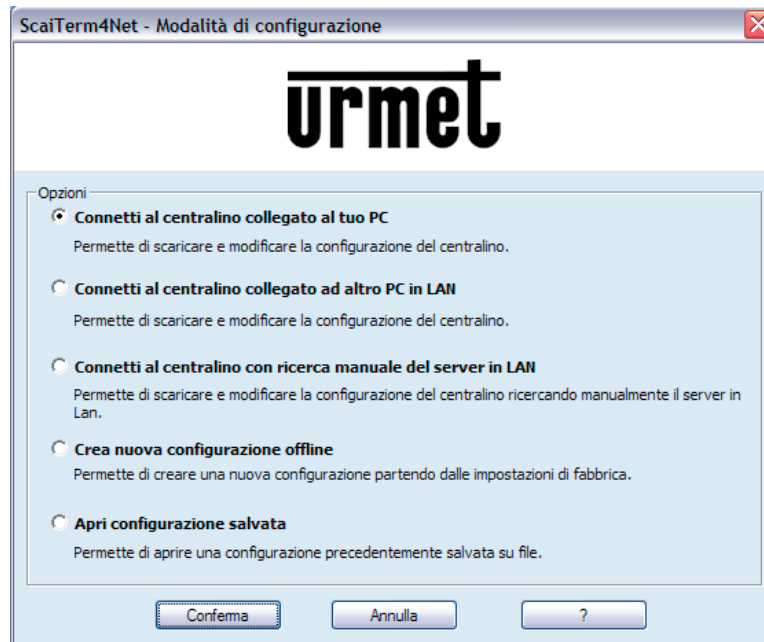 ScaiTerm4Net - Modalità di configurazione
urmet
Opzioni
Connetti al centralino collegato al tuo PC
Permette di scaricare e modificare la configurazione del centralino.
Connetti al centralino collegato ad altro PC in LAN
Permette di scaricare e modificare la configurazione del centralino.
Connetti al centralino con ricerca manuale del server in LAN
Permette di scaricare e modificare la configurazione del centralino ricercando manualmente il server in
Lan.
Crea nuova configurazione offline
Permette di creare una nuova configurazione partendo dalle impostazioni di fabbrica.
Apri configurazione salvata
Permette di aprire una configurazione precedentemente salvata su file.
Conferma Annulla ?